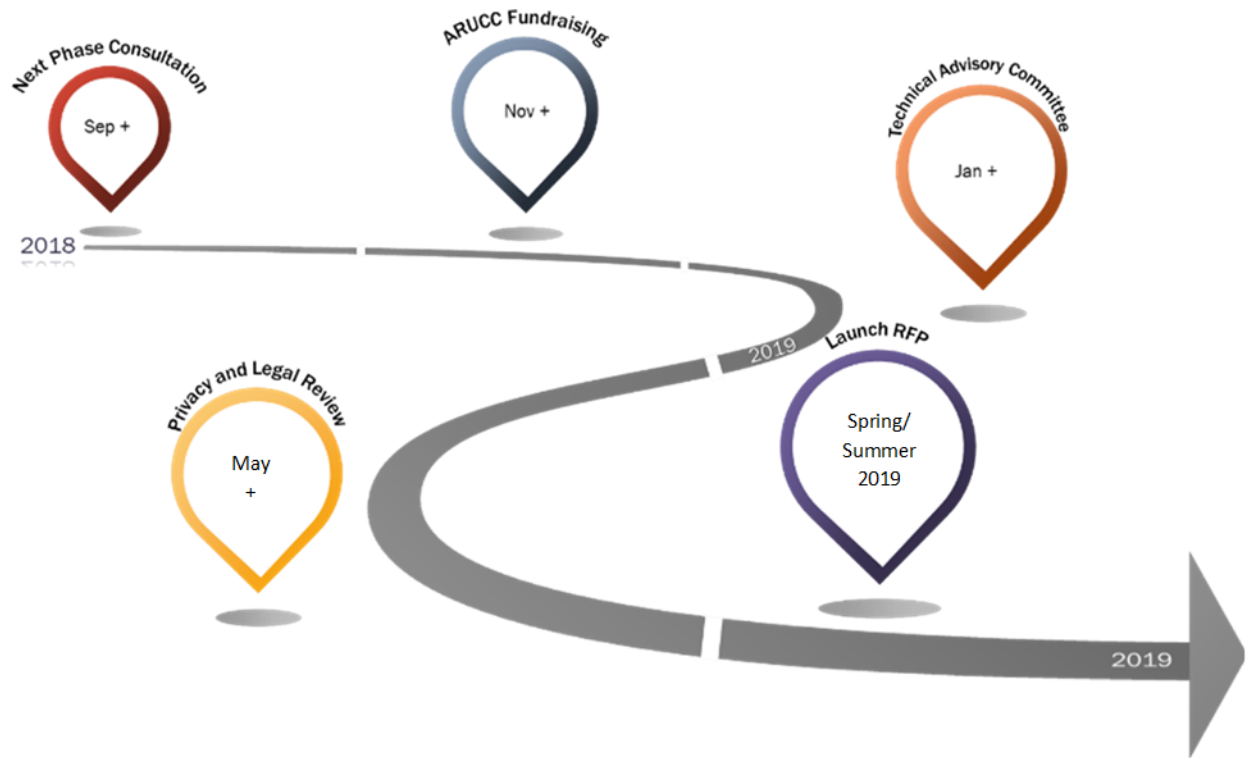 Next Phase Consultation
Sep +
ARUCC Fundraising
Nov +
Technical Advisory Committee
Jan +
2018
2019
Launch RFP
Spring/
Summer
2019
Privacy and Legal Review
May
+
2019